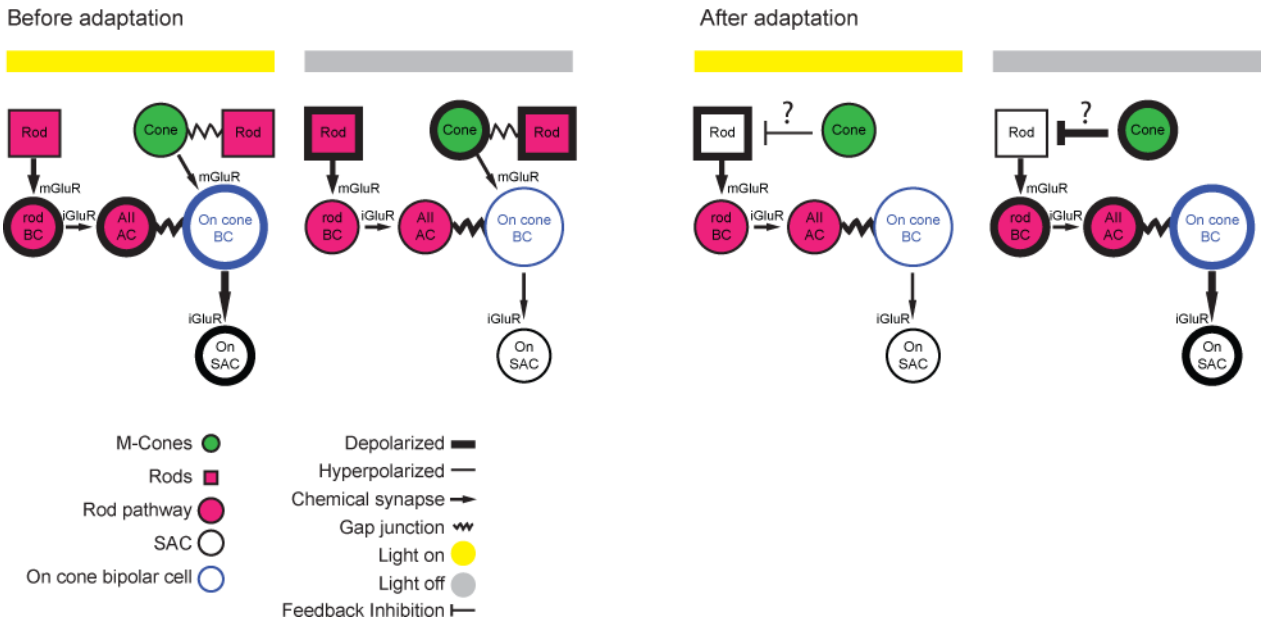 Before adaptation
After adaptation
Rod
Cone
Rod
mGluR
mGluR
rod
BC
iGluR
AII
AC
On cone
BC
iGluR
On
SAC
Rod
Cone
Rod
mGluR
mGluR
rod
BC
iGluR
AII
AC
On cone
BC
iGluR
On
SAC
Rod
?
Cone
mGluR
rod
BC
iGluR
AII
AC
On cone
BC
iGluR
On
SAC
Rod
?
Cone
mGluR
rod
BC
iGluR
AII
AC
On cone
BC
iGluR
On
SAC
M-Cones
Rods
Rod pathway
SAC
On cone bipolar cell
Depolarized
Hyperpolarized
Chemical synapse
Gap junction
Light on
Light off
Feedback Inhibition